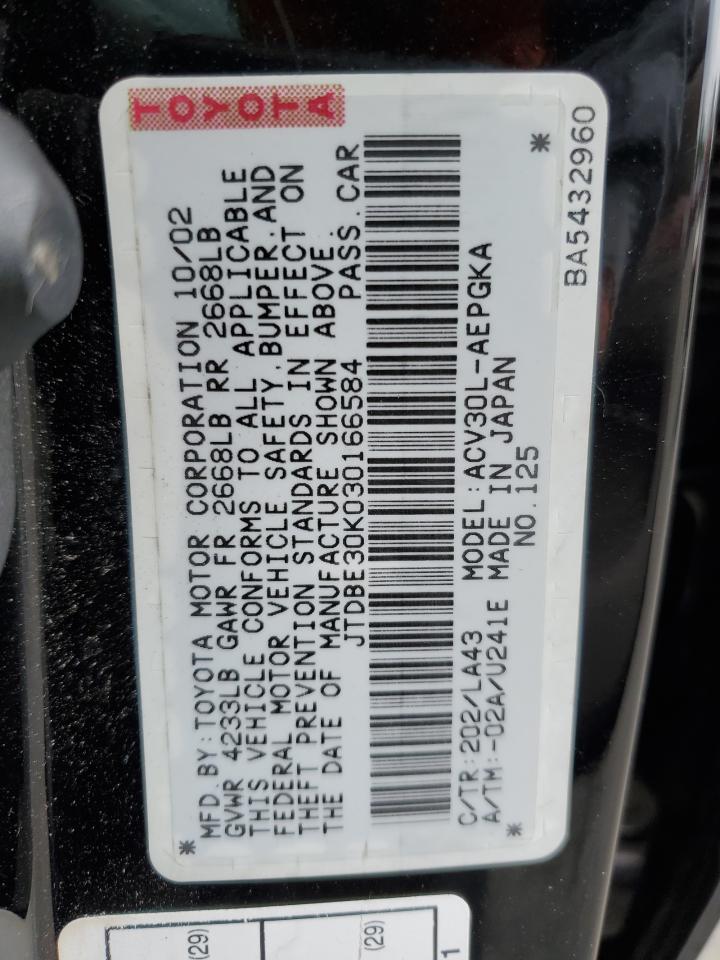 TOYOTA
MFD. BY: TOYOTA MOTOR CORPORATION 10/02
GVWR 4233LB GAWR FR 2668LB RR 2668LB
THIS VEHICLE CONFORMS TO ALL APPLICABLE
FEDERAL MOTOR VEHICLE SAFETY, BUMPER, AND
THEFT PREVENTION STANDARDS IN EFFECT ON
THE DATE OF MANUFACTURE SHOWN ABOVE.
JTDBE30K030166584 PASS.CAR
C/TR:202/LA43 MODEL:ACV30L-AEPGKA
A/TM:-02A/U241E MADE IN JAPAN
NO.125
BA5432960
(29)
(29)
1